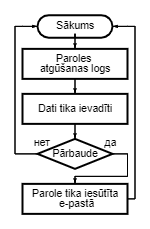 Sākums
Paroles
atgūšanas logs
Dati tika ievadīti
нет
да
Pārbaude
Parole tika iesūtīta
e-pastā